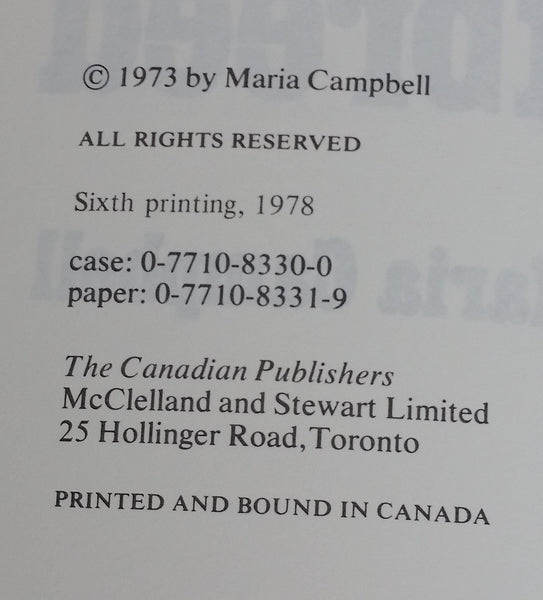 © 1973 by Maria Campbell
ALL RIGHTS RESERVED
Sixth printing, 1978
case: 0-7710-8330-0
paper: 0-7710-8331-9
The Canadian Publishers
McClelland and Stewart Limited
25 Hollinger Road, Toronto
PRINTED AND BOUND IN CANADA